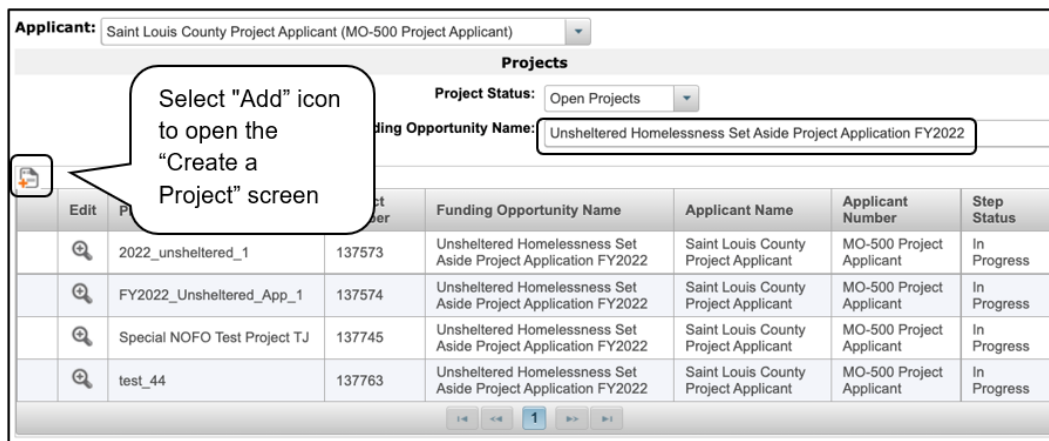 Applicant: Saint Louis County Project Applicant (MO-500 Project Applicant)
Projects
Select "Add” icon
to open the
“Create a
Project” screen
Project Status: Open Projects
ding Opportunity Name: Unsheltered Homelessness Set Aside Project Application FY2022
Edit Funding Opportunity Name Applicant Name Applicant Number Step Status
2022_unsheltered_1 137573 Unsheltered Homelessness Set Aside Project Application FY2022 Saint Louis County Project Applicant MO-500 Project Applicant In Progress
FY2022_Unsheltered_App_1 137574 Unsheltered Homelessness Set Aside Project Application FY2022 Saint Louis County Project Applicant MO-500 Project Applicant In Progress
Special NOFO Test Project TJ 137745 Unsheltered Homelessness Set Aside Project Application FY2022 Saint Louis County Project Applicant MO-500 Project Applicant In Progress
test_44 137763 Unsheltered Homelessness Set Aside Project Application FY2022 Saint Louis County Project Applicant MO-500 Project Applicant In Progress
1